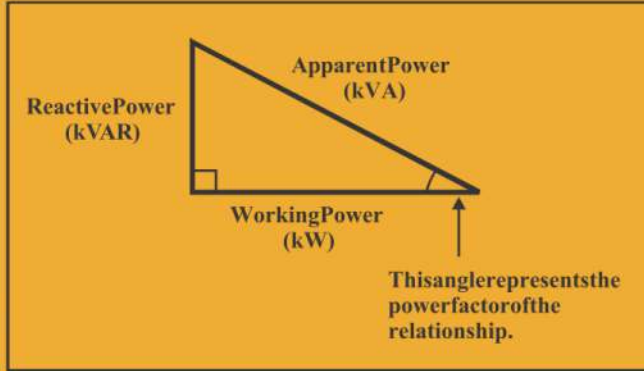 ApparentPower
(kVA)
ReactivePower
(kVAR)
WorkingPower
(kW)
Thisanglerepresentsthe
powerfactorofthe
relationship.